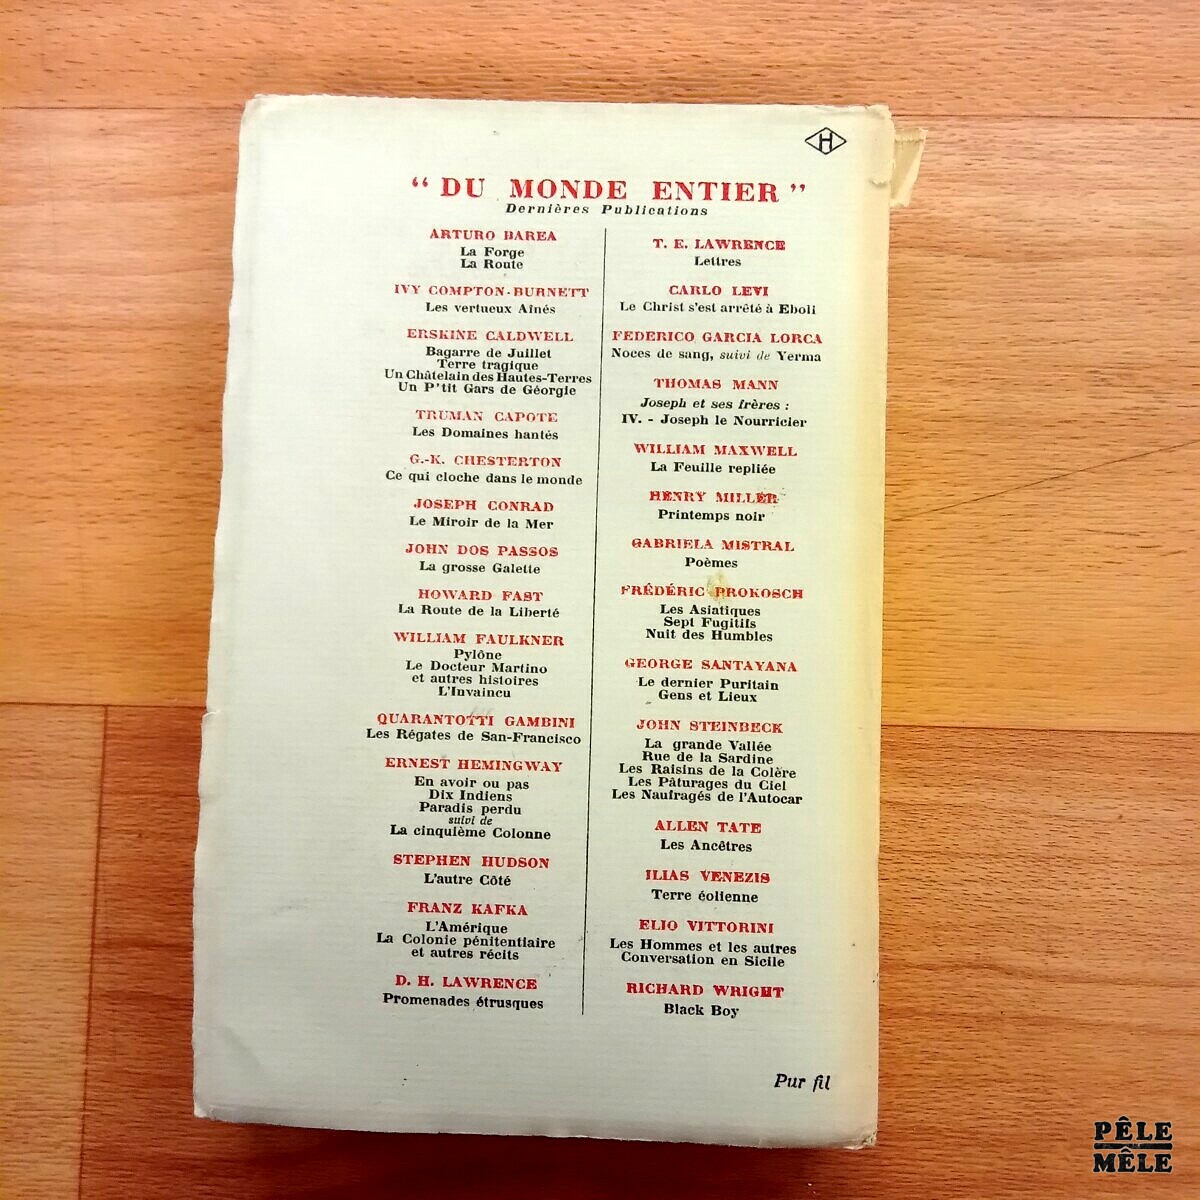 H
“ DU MONDE ENTIER ”
Dernières Publications
ARTURO BAREA
La Forge
La Route
IVY COMPTON-BURNETT
Les vertueux Aînés
ERSKINE CALDWELL
Bagarre de Juillet
Terre tragique
Un Châtelain des Hautes-Terres
Un P'tit Gars de Géorgie
TRUMAN CAPOTE
Les Domaines hantés
G.-K. CHESTERTON
Ce qui cloche dans le monde
JOSEPH CONRAD
Le Miroir de la Mer
JOHN DOS PASSOS
La grosse Galette
HOWARD FAST
La Route de la Liberté
WILLIAM FAULKNER
Pylône
Le Docteur Martino
et autres histoires
L'Invaincu
QUARANTOTTI GAMBINI
Les Régates de San-Francisco
ERNEST HEMINGWAY
En avoir ou pas
Dix Indiens
Paradis perdu
suivi de
La cinquième Colonne
STEPHEN HUDSON
L'autre Côté
FRANZ KAFKA
L'Amérique
La Colonie pénitentiaire
et autres récits
D. H. LAWRENCE
Promenades étrusques
T. E. LAWRENCE
Lettres
CARLO LEVI
Le Christ s'est arrêté à Eboli
FEDERICO GARCIA LORCA
Noces de sang, suivi de Yerma
THOMAS MANN
Joseph et ses frères :
IV. - Joseph le Nourricier
WILLIAM MAXWELL
La Feuille repliée
HENRY MILLER
Printemps noir
GABRIELA MISTRAL
Poèmes
FRÉDÉRIC PROKOSCH
Les Asiatiques
Sept Fugitifs
Nuit des Humbles
GEORGE SANTAYANA
Le dernier Puritain
Gens et Lieux
JOHN STEINBECK
La grande Vallée
Rue de la Sardine
Les Raisins de la Colère
Les Pâturages du Ciel
Les Naufragés de l'Autocar
ALLEN TATE
Les Ancêtres
ILIAS VENEZIS
Terre éolienne
ELIO VITTORINI
Les Hommes et les autres
Conversation en Sicile
RICHARD WRIGHT
Black Boy
Pur fil
PÊLE
MÊLE